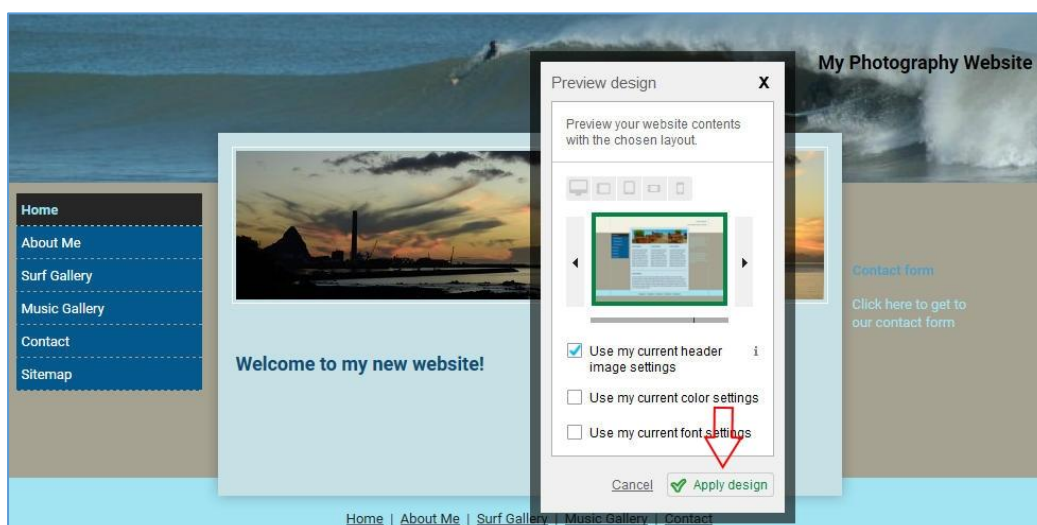 My Photography Website
Preview design X
Preview your website contents
with the chosen layout.
Home
About Me
Surf Gallery
Music Gallery
Contact
Sitemap
Contact form
Click here to get to
our contact form
Welcome to my new website!
Use my current header i
image settings
Use my current color settings
Use my current font settings
Cancel Apply design
Home | About Me | Surf Gallery | Music Gallery | Contact